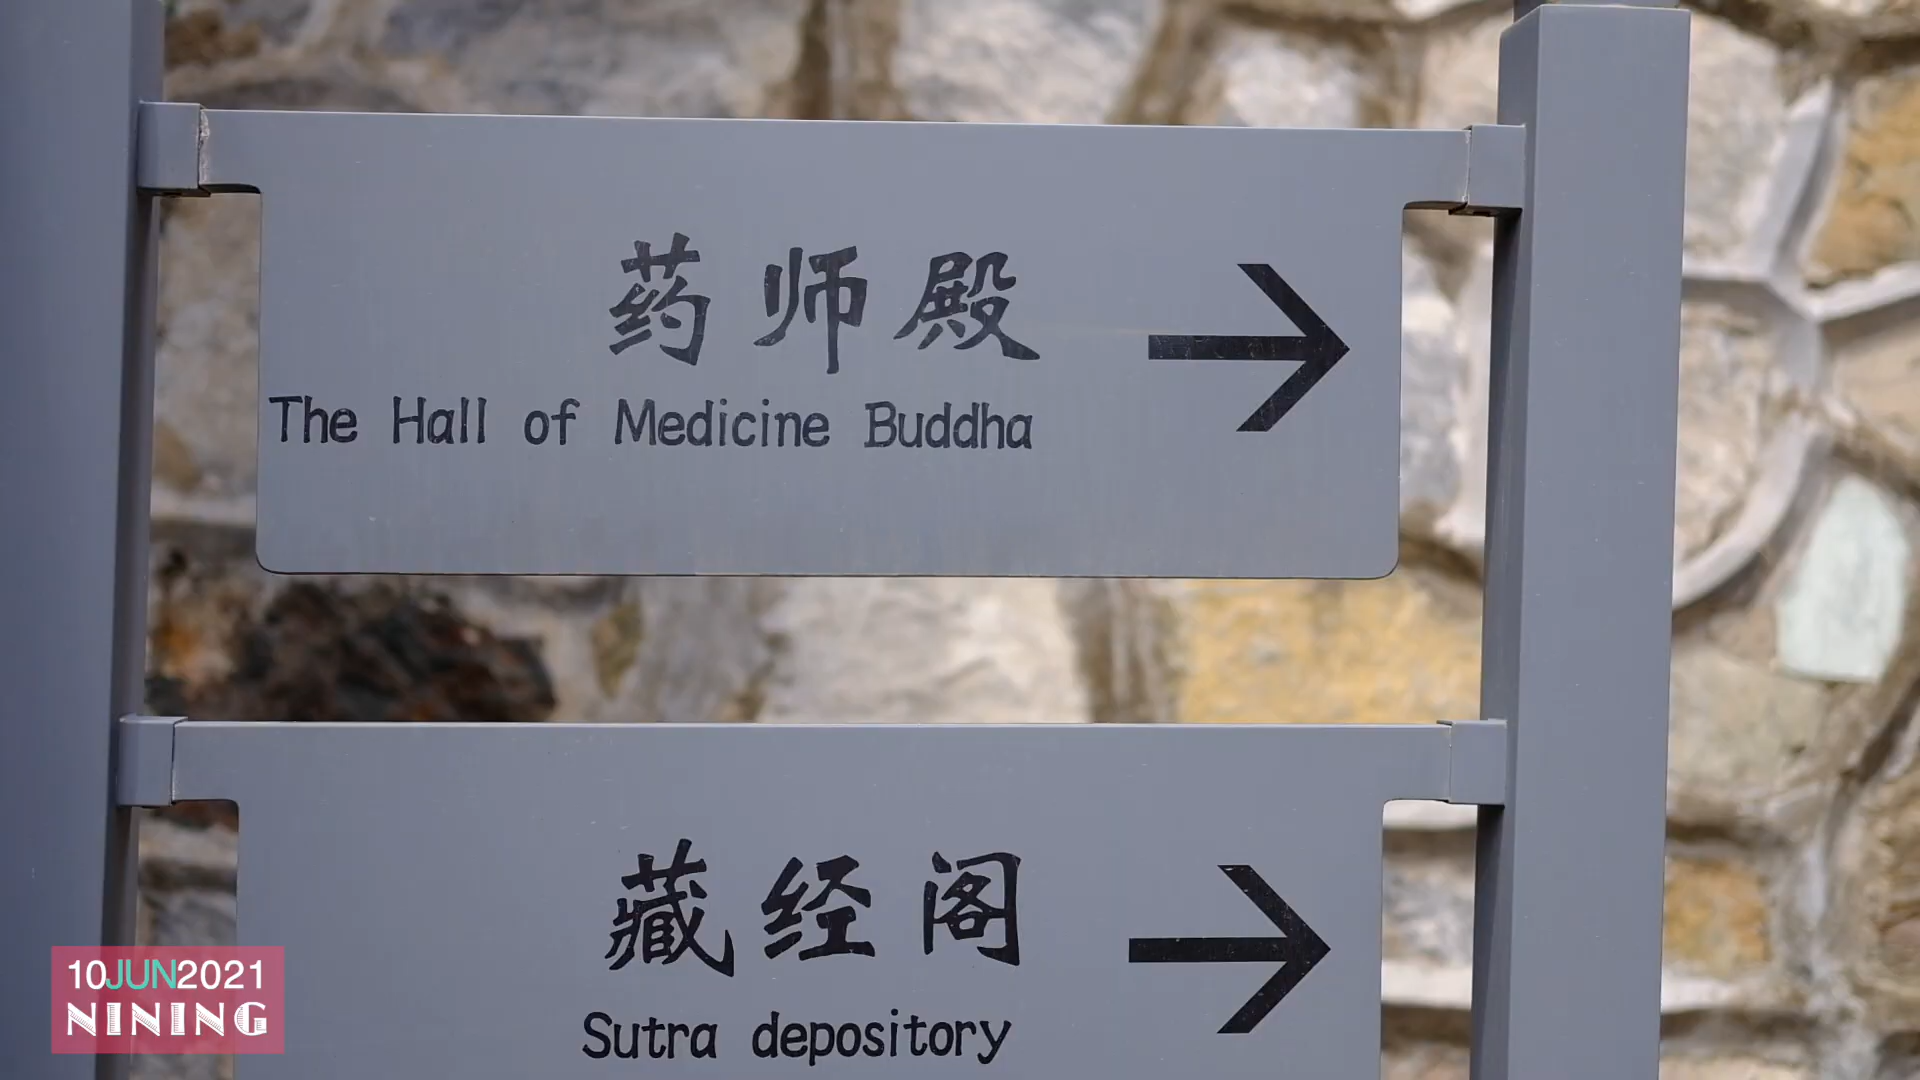 药师殿
The Hall of Medicine Buddha
藏经阁
Sutra depository
10JUN2021
NINING